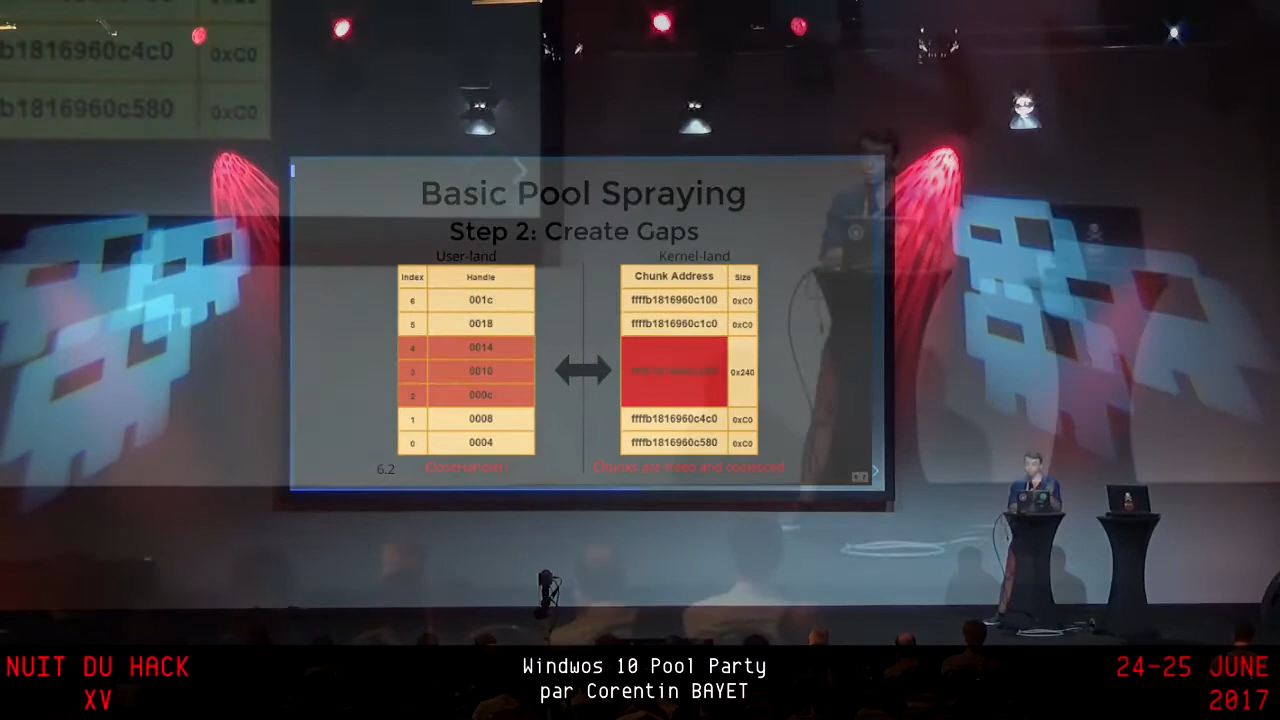 b1816960c4c0 0xC0
b1816960c580 0xC0
Basic Pool Spraying
Step 2: Create Gaps
User-land Kernel-land
Index Handle Chunk Address Size
6 001c ffffb1816960c100 0xC0
5 0018 ffffb1816960c1c0 0xC0
4 0014
3 0010 0x240
2 000c
1 0008 ffffb1816960c4c0 0xC0
0 0004 ffffb1816960c580 0xC0
6.2 CloseHandle! Chunks are freed and coalesced
6.2
NUIT DU HACK
XV
Windwos 10 Pool Party
par Corentin BAYET
24-25 JUNE
2017